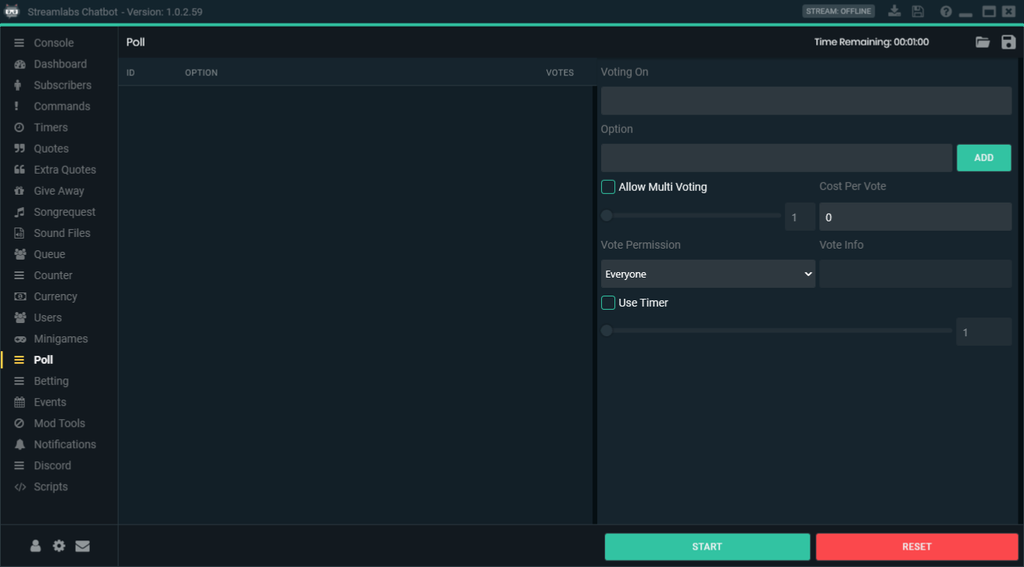 Streamlabs Chatbot - Version: 1.0.2.59
STREAM: OFFLINE
Console
Dashboard
Subscribers
Commands
Timers
Quotes
Extra Quotes
Give Away
Songrequest
Sound Files
Queue
Counter
Currency
Users
Minigames
Poll
Betting
Events
Mod Tools
Notifications
Discord
Scripts
Poll
Time Remaining: 00:01:00
ID OPTION VOTES
Voting On
Option
ADD
Allow Multi Voting
Cost Per Vote
1
0
Vote Permission
Vote Info
Everyone
Use Timer
1
START
RESET